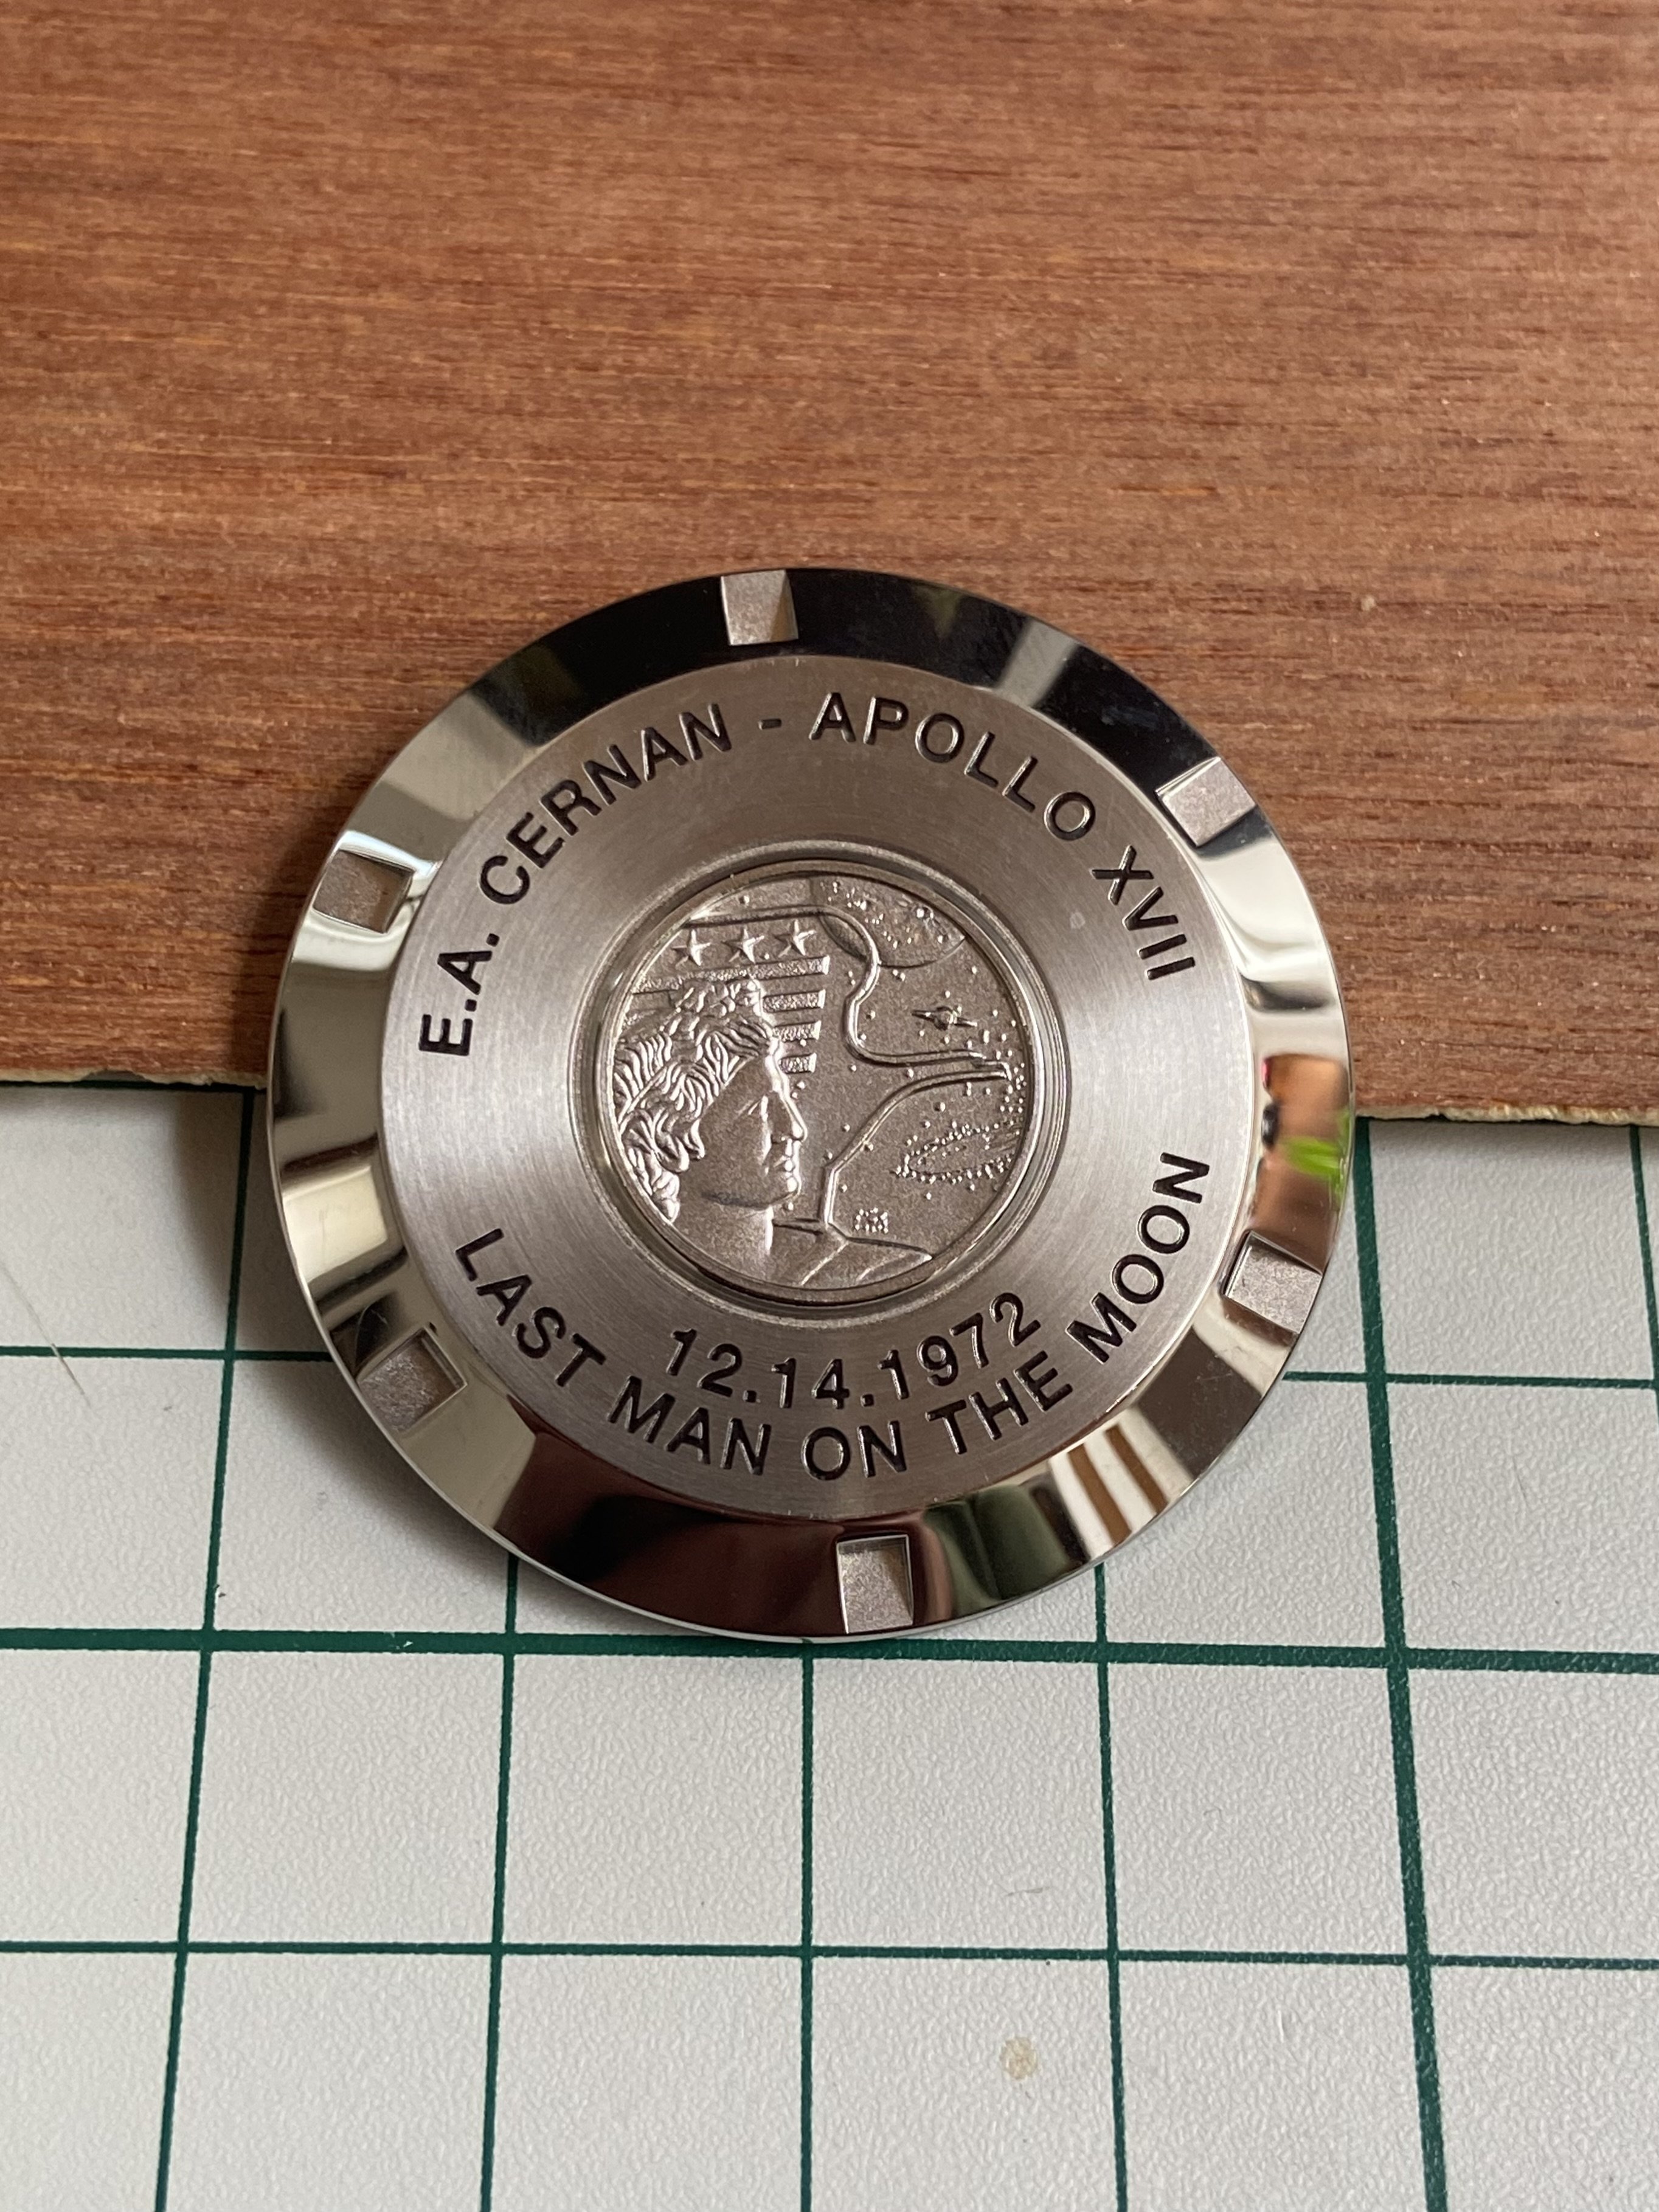 E.A. CERNAN - APOLLO XVII
12.14.1972
LAST MAN ON THE MOON